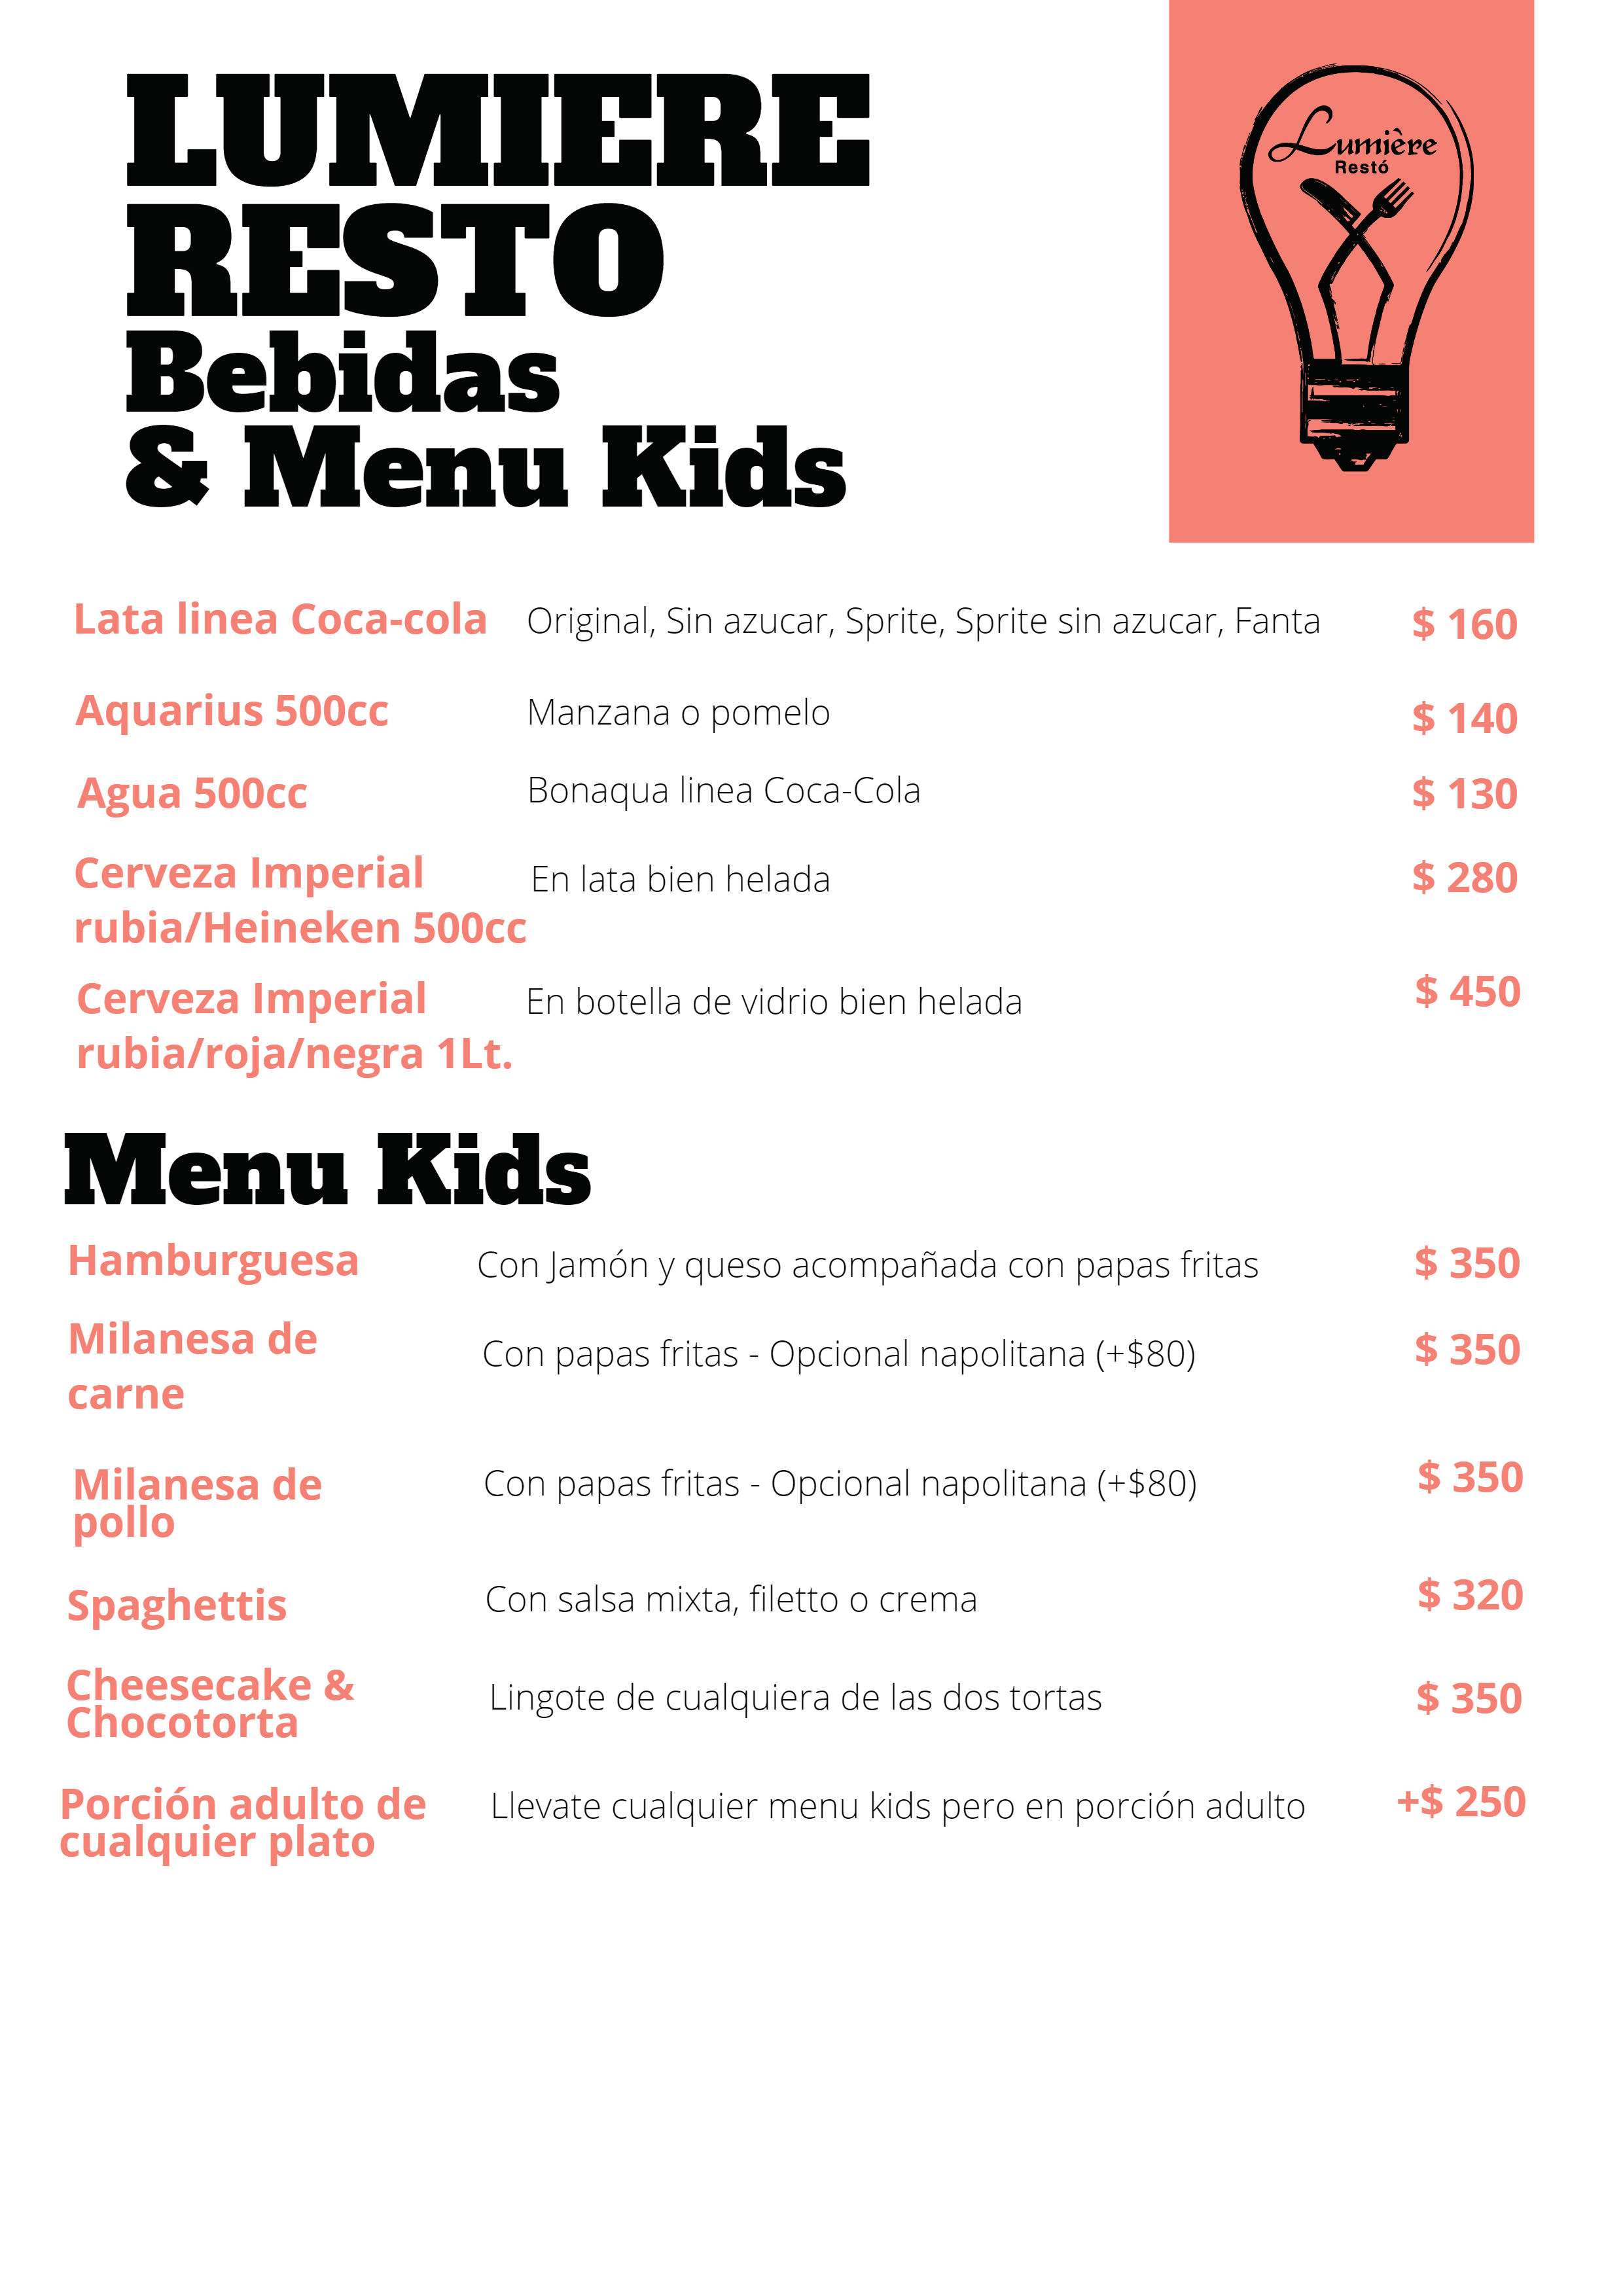 LUMIERE
RESTO
Bebidas
& Menu Kids
Lumière
Restó
Lata linea Coca-cola Original, Sin azucar, Sprite, Sprite sin azucar, Fanta $ 160
Aquarius 500cc Manzana o pomelo $ 140
Agua 500cc Bonaqua linea Coca-Cola $ 130
Cerveza Imperial En lata bien helada $ 280
rubia/Heineken 500cc
Cerveza Imperial En botella de vidrio bien helada $ 450
rubia/roja/negra 1Lt.
Menu Kids
Hamburguesa Con Jamón y queso acompañada con papas fritas $ 350
Milanesa de Con papas fritas - Opcional napolitana (+$80) $ 350
carne
Milanesa de Con papas fritas - Opcional napolitana (+$80) $ 350
pollo
Spaghettis Con salsa mixta, filetto o crema $ 320
Cheesecake & Lingote de cualquiera de las dos tortas $ 350
Chocotorta
Porción adulto de Llevate cualquier menu kids pero en porción adulto +$ 250
cualquier plato